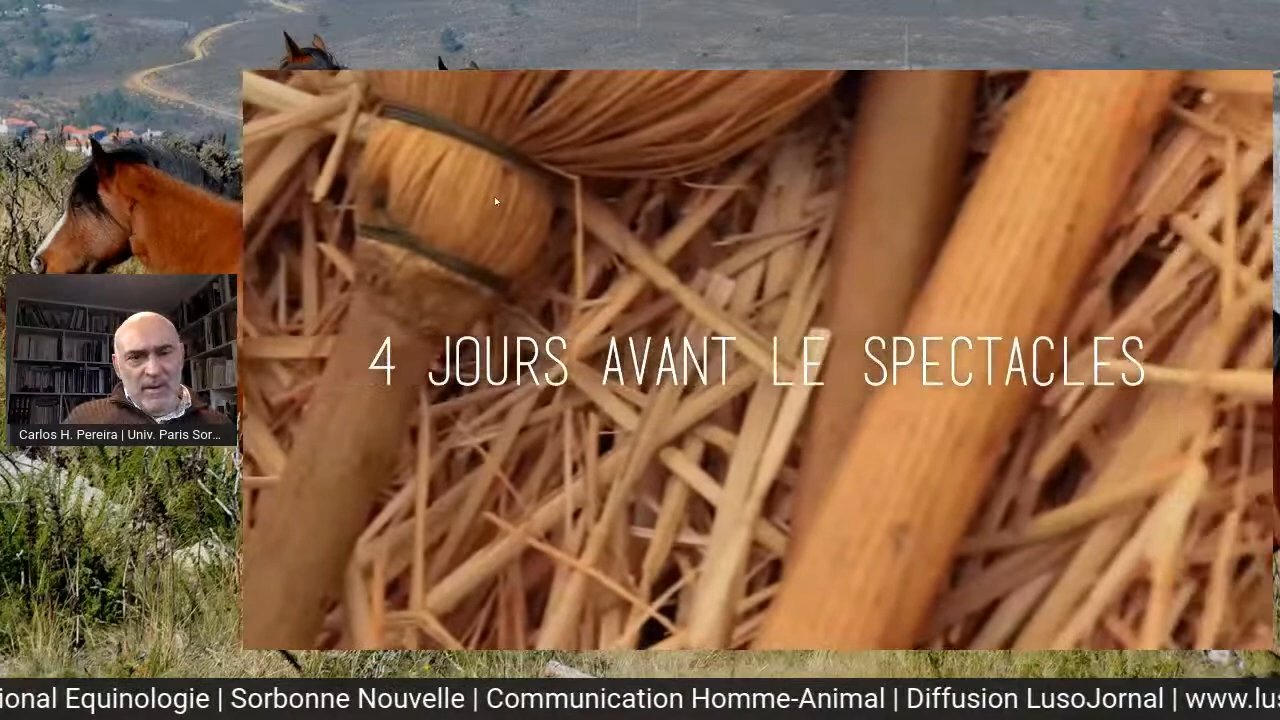 4 JOURS AVANT LE SPECTACLES
Carlos H. Pereira | Univ. Paris Sor...
ional Equinologie | Sorbonne Nouvelle | Communication Homme-Animal | Diffusion LusoJornal | www.lu